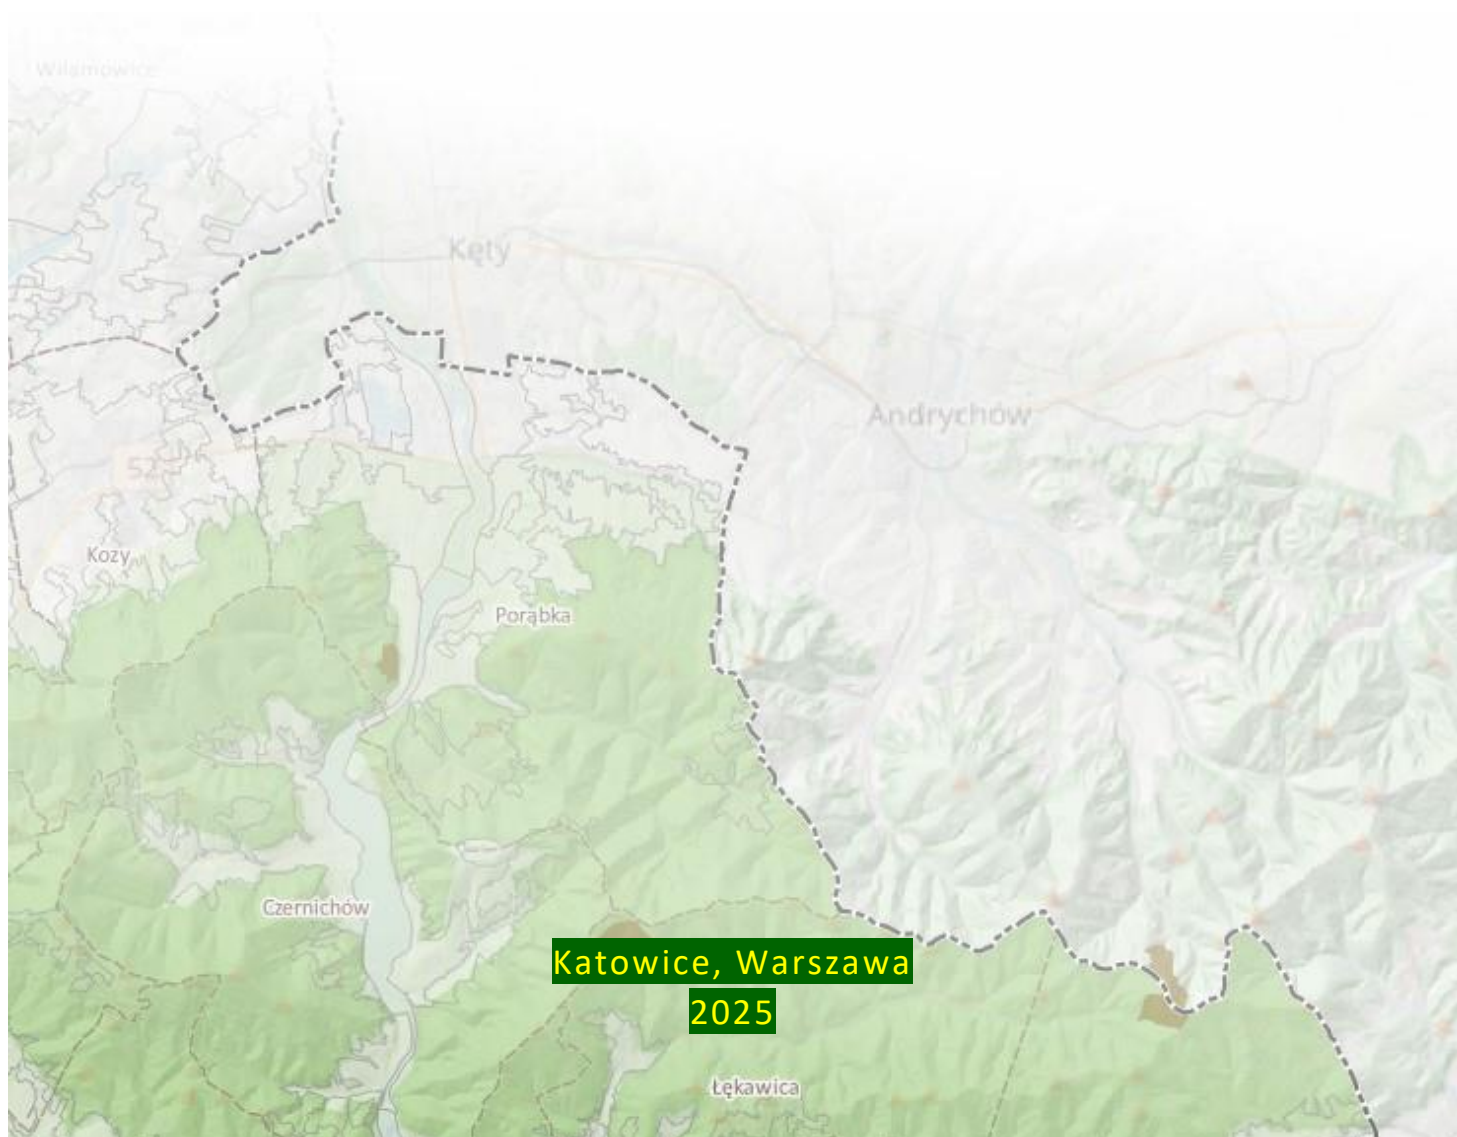 Wilamowice
Kęty
Andrychów
52
Kozy
Porąbka
Czernichów
Katowice, Warszawa
2025
Łękawica